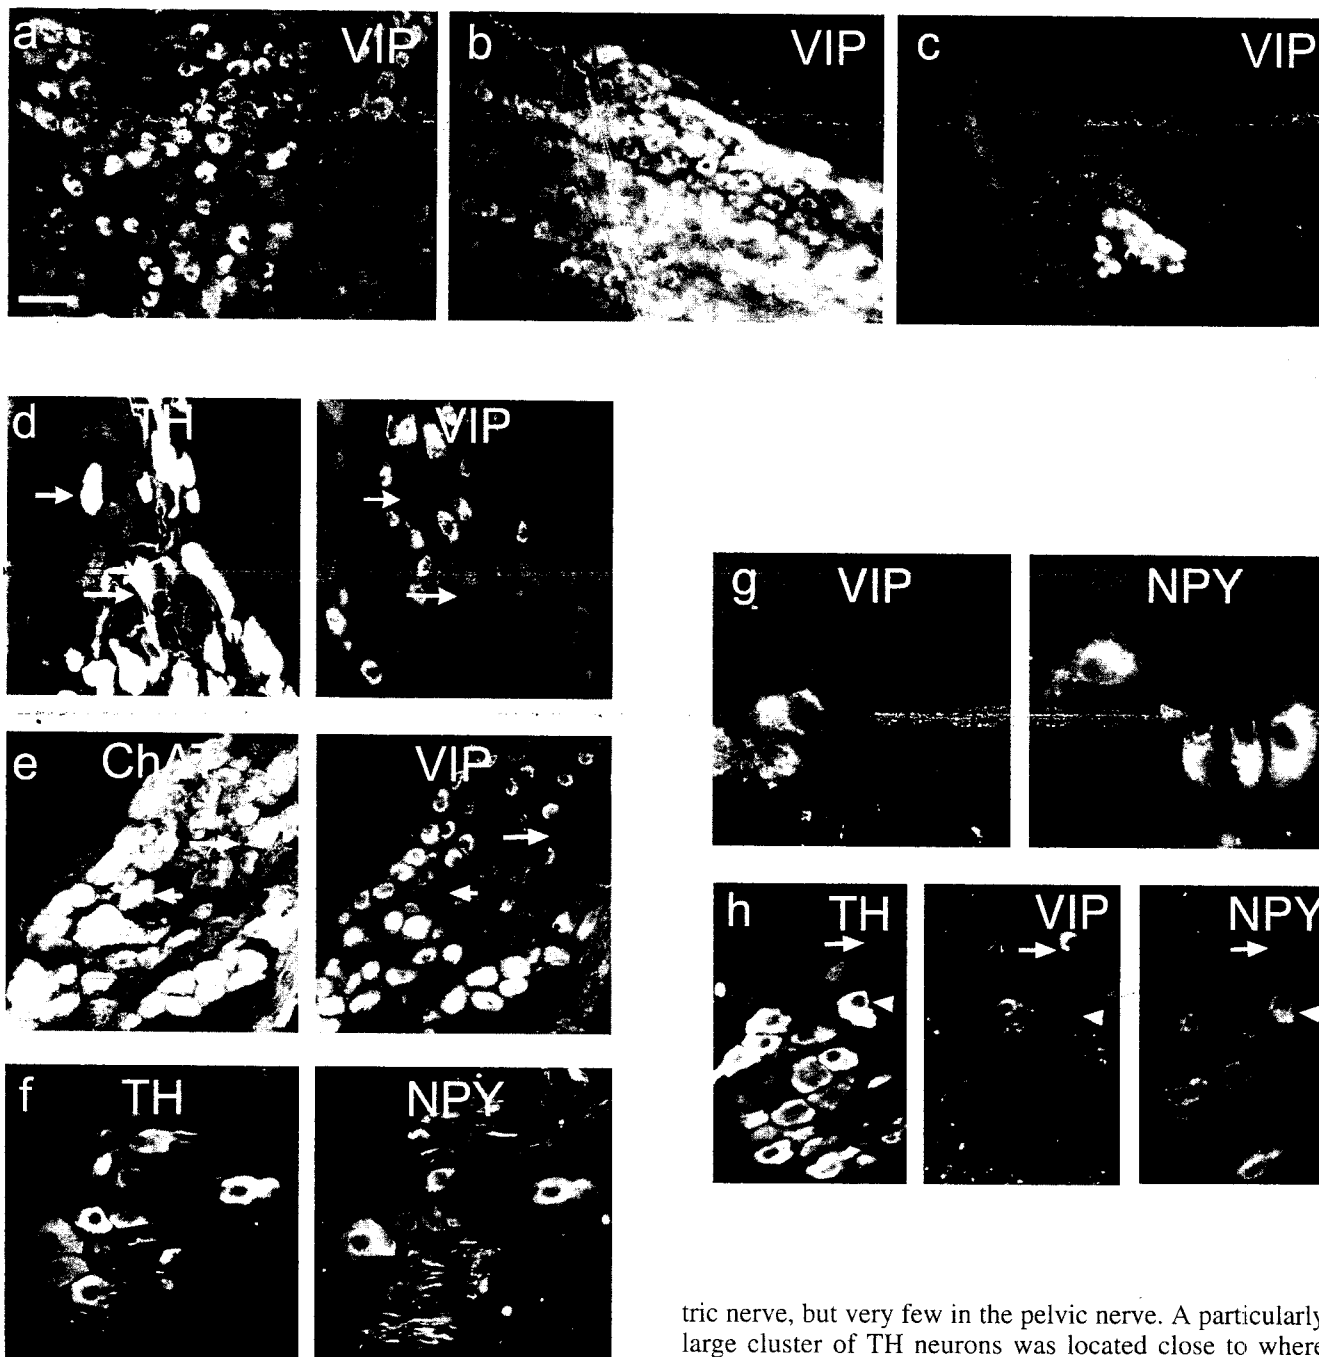 a VIP
b VIP
c VIP
d TH VIP
e ChAT VIP
f TH NPY
g VIP NPY
h TH VIP NPY
tric nerve, but very few in the pelvic nerve. A particularly
large cluster of TH neurons was located close to where